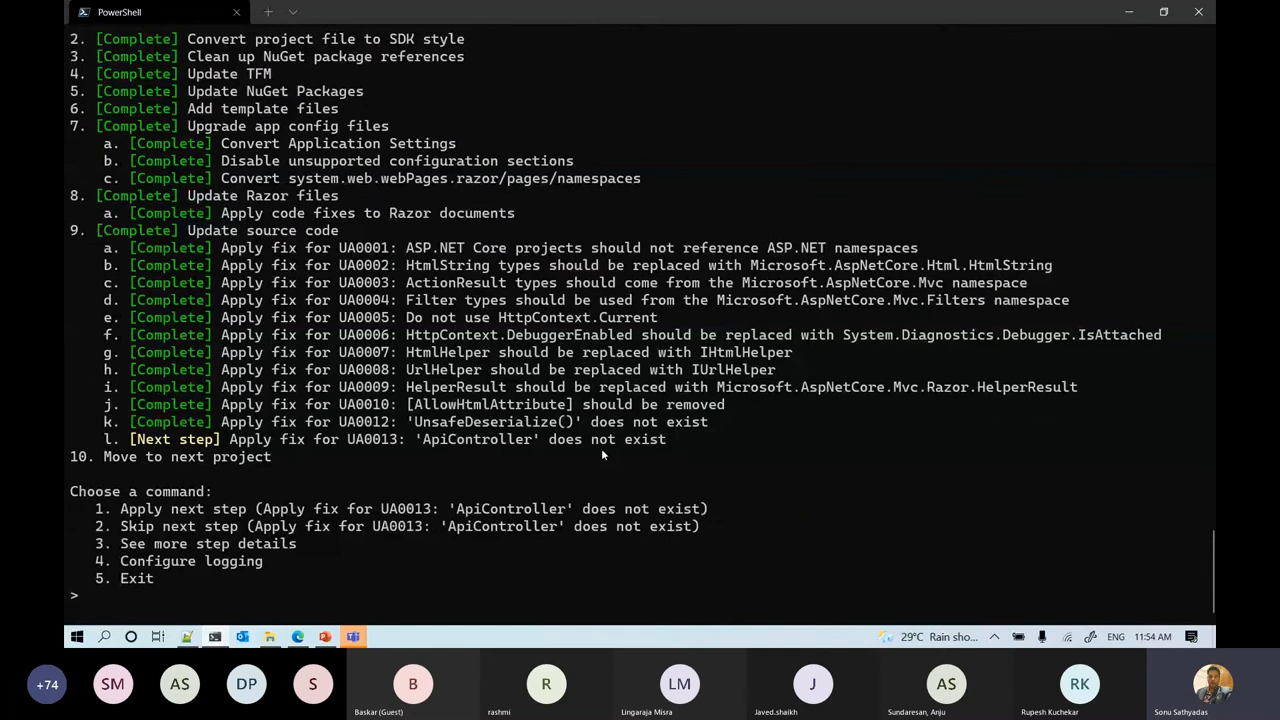 PowerShell
2. [Complete] Convert project file to SDK style
3. [Complete] Clean up NuGet package references
4. [Complete] Update TFM
5. [Complete] Update NuGet Packages
6. [Complete] Add template files
7. [Complete] Upgrade app config files
a. [Complete] Convert Application Settings
b. [Complete] Disable unsupported configuration sections
c. [Complete] Convert system.web.webPages.razor/pages/namespaces
8. [Complete] Update Razor files
a. [Complete] Apply code fixes to Razor documents
9. [Complete] Update source code
a. [Complete] Apply fix for UA0001: ASP.NET Core projects should not reference ASP.NET namespaces
b. [Complete] Apply fix for UA0002: HtmlString types should be replaced with Microsoft.AspNetCore.Html.HtmlString
c. [Complete] Apply fix for UA0003: ActionResult types should come from the Microsoft.AspNetCore.Mvc namespace
d. [Complete] Apply fix for UA0004: Filter types should be used from the Microsoft.AspNetCore.Mvc.Filters namespace
e. [Complete] Apply fix for UA0005: Do not use HttpContext.Current
f. [Complete] Apply fix for UA0006: HttpContext.DebuggerEnabled should be replaced with System.Diagnostics.Debugger.IsAttached
g. [Complete] Apply fix for UA0007: HtmlHelper should be replaced with IHtmlHelper
h. [Complete] Apply fix for UA0008: UrlHelper should be replaced with IUrlHelper
i. [Complete] Apply fix for UA0009: HelperResult should be replaced with Microsoft.AspNetCore.Mvc.Razor.HelperResult
j. [Complete] Apply fix for UA0010: [AllowHtmlAttribute] should be removed
k. [Complete] Apply fix for UA0012: 'UnsafeDeserialize()' does not exist
l. [Next step] Apply fix for UA0013: 'ApiController' does not exist
10. Move to next project
Choose a command:
1. Apply next step (Apply fix for UA0013: 'ApiController' does not exist)
2. Skip next step (Apply fix for UA0013: 'ApiController' does not exist)
3. See more step details
4. Configure logging
5. Exit
>
29°C Rain sho... ENG 11:54 AM
+74 SM AS DP S B R LM J AS RK
Baskar (Guest) rashmi Lingaraja Misra Javed.shaikh Sundaresan, Anju Rupesh Kuchekar Sonu Sathyadas